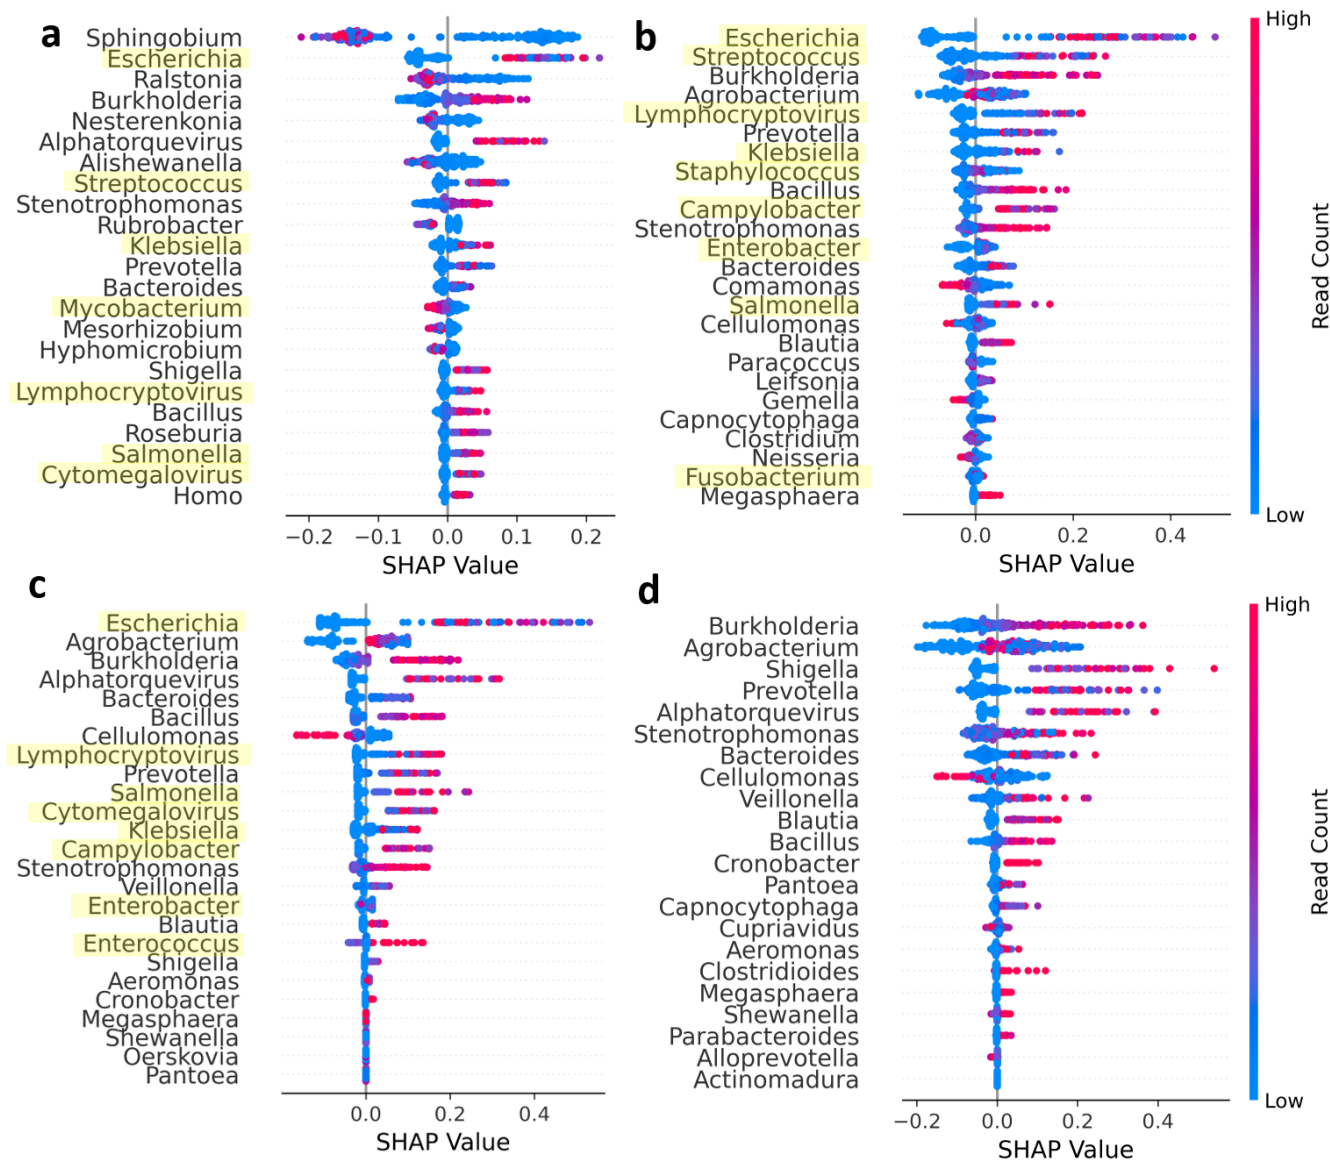 a
Sphingobium
Escherichia
Ralstonia
Burkholderia
Nesterenkonia
Alphatorquevirus
Alishewanella
Streptococcus
Stenotrophomonas
Rubrobacter
Klebsiella
Prevotella
Bacteroides
Mycobacterium
Mesorhizobium
Hyphomicrobium
Shigella
Lymphocryptovirus
Bacillus
Roseburia
Salmonella
Cytomegalovirus
Homo
−0.2 −0.1 0.0 0.1 0.2
SHAP Value
b
Escherichia
Streptococcus
Burkholderia
Agrobacterium
Lymphocryptovirus
Prevotella
Klebsiella
Staphylococcus
Bacillus
Campylobacter
Stenotrophomonas
Enterobacter
Bacteroides
Comamonas
Salmonella
Cellulomonas
Blautia
Paracoccus
Leifsonia
Gemella
Capnocytophaga
Clostridium
Neisseria
Fusobacterium
Megasphaera
0.0 0.2 0.4
SHAP Value
High
Read Count
Low
c
Escherichia
Agrobacterium
Burkholderia
Alphatorquevirus
Bacteroides
Bacillus
Cellulomonas
Lymphocryptovirus
Prevotella
Salmonella
Cytomegalovirus
Klebsiella
Campylobacter
Stenotrophomonas
Veillonella
Enterobacter
Blautia
Enterococcus
Shigella
Aeromonas
Cronobacter
Megasphaera
Shewanella
Oerskovia
Pantoea
0.0 0.2 0.4
SHAP Value
d
Burkholderia
Agrobacterium
Shigella
Prevotella
Alphatorquevirus
Stenotrophomonas
Bacteroides
Cellulomonas
Veillonella
Blautia
Bacillus
Cronobacter
Pantoea
Capnocytophaga
Cupriavidus
Aeromonas
Clostridioides
Megasphaera
Shewanella
Parabacteroides
Alloprevotella
Actinomadura
−0.2 0.0 0.2 0.4
SHAP Value
High
Read Count
Low